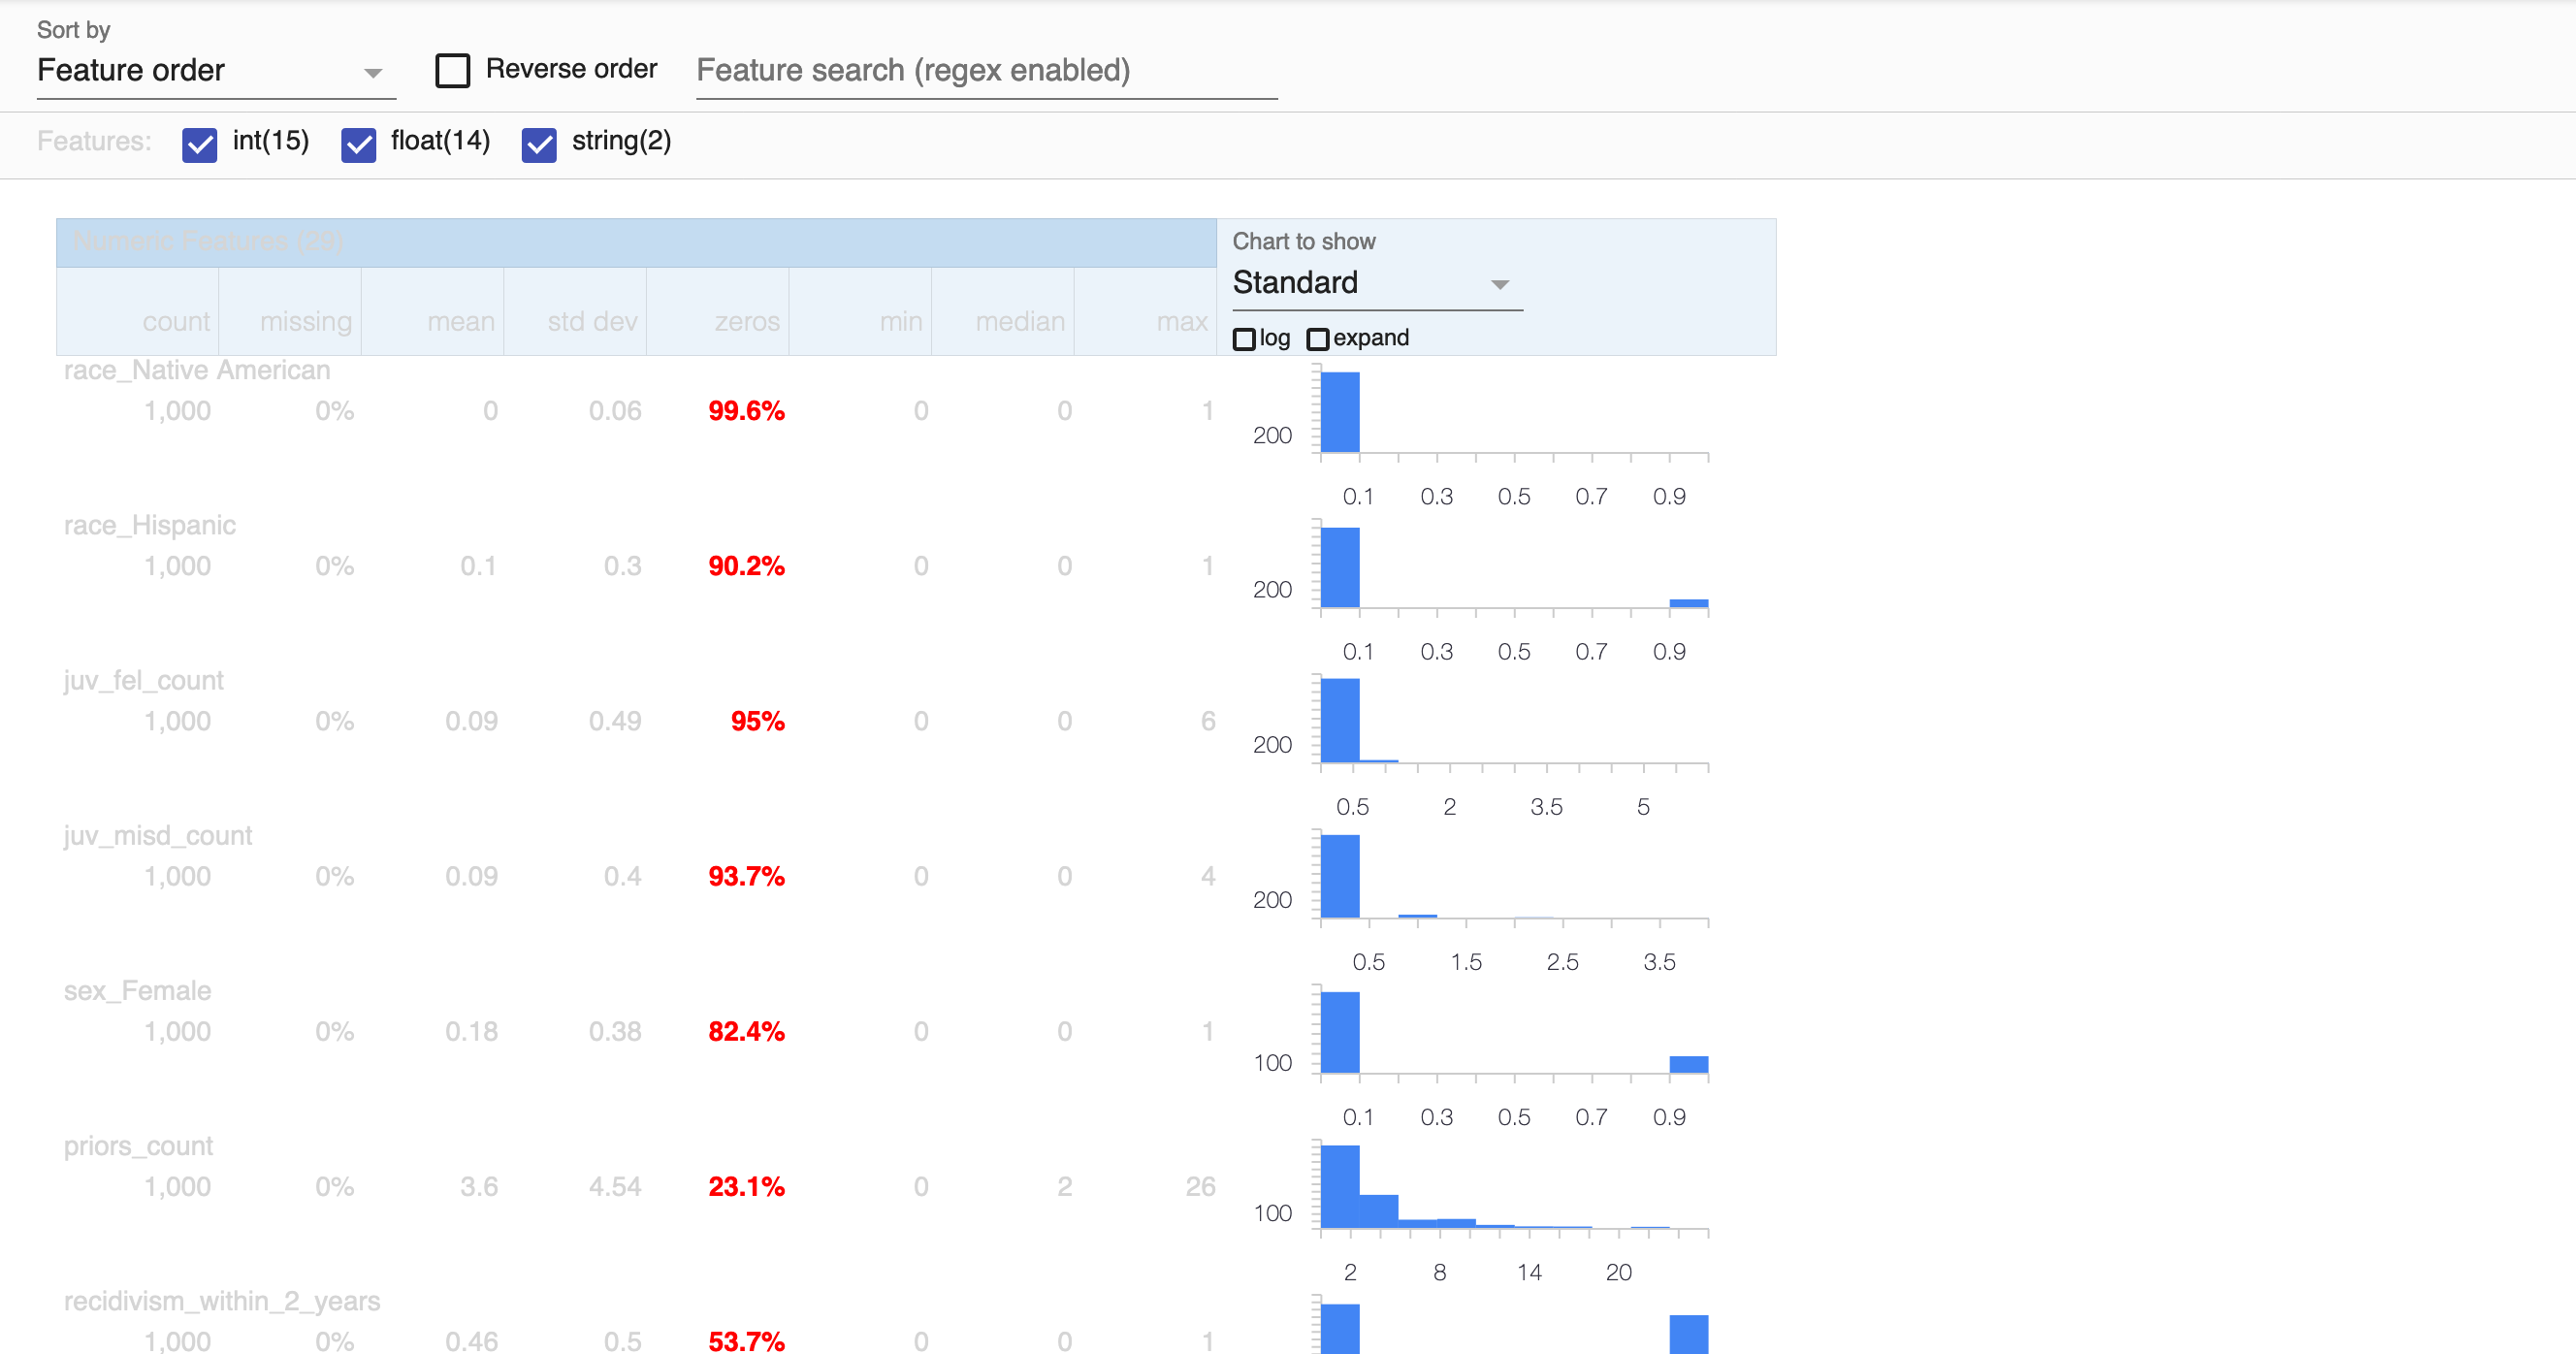 Sort by
Feature order
Reverse order
Feature search (regex enabled)
Features:
int(15)
float(14)
string(2)
Numeric Features (29)
Chart to show
Standard
count missing mean std dev zeros min median max
log expand
race_Native American
1,000 0% 0 0.06 99.6% 0 0 1
200
0.1 0.3 0.5 0.7 0.9
race_Hispanic
1,000 0% 0.1 0.3 90.2% 0 0 1
200
0.1 0.3 0.5 0.7 0.9
juv_fel_count
1,000 0% 0.09 0.49 95% 0 0 6
200
0.5 2 3.5 5
juv_misd_count
1,000 0% 0.09 0.4 93.7% 0 0 4
200
0.5 1.5 2.5 3.5
sex_Female
1,000 0% 0.18 0.38 82.4% 0 0 1
100
0.1 0.3 0.5 0.7 0.9
priors_count
1,000 0% 3.6 4.54 23.1% 0 2 26
100
2 8 14 20
recidivism_within_2_years
1,000 0% 0.46 0.5 53.7% 0 0 1